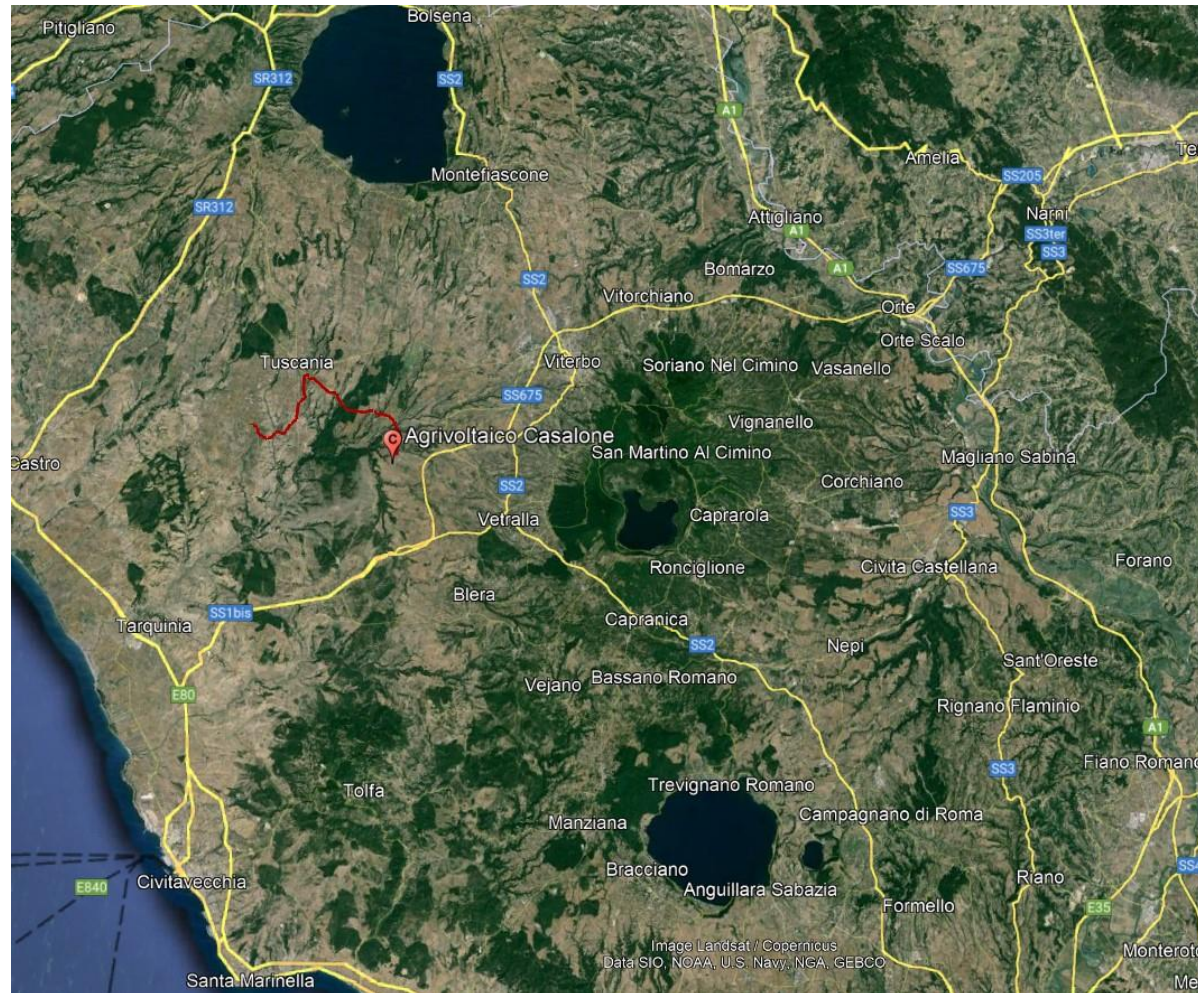 Bolsena
Pitigliano
SR312
SS2
A1
Amelia
Te
Montefiascone
SS205
SR312
Attigliano
Narni
A1
SS3ter
SS3
Bomarzo
A1
SS675
SS2
Vitorchiano
Orte
Orte Scalo
Tuscania
Viterbo
Soriano Nel Cimino
Vasanello
SS675
Vignanello
C
Agrivoltaico Casalone
San Martino Al Cimino
Magliano Sabina
Castro
Corchiano
SS2
Vetralla
Caprarola
SS3
Ronciglione
Civita Castellana
Forano
Blera
SS1bis
Tarquinia
Capranica
SS2
Nepi
Sant'Oreste
Vejano
Bassano Romano
E80
Rignano Flaminio
A1
Fiano Romano
SS3
Trevignano Romano
Tolfa
Campagnano di Roma
Manziana
Bracciano
SS4
Riano
Civitavecchia
E840
Anguillara Sabazia
Formello
E35
Image Landsat / Copernicus
Data SIO, NOAA, U.S. Navy, NGA, GEBCO
Monteroto
Santa Marinella
Me